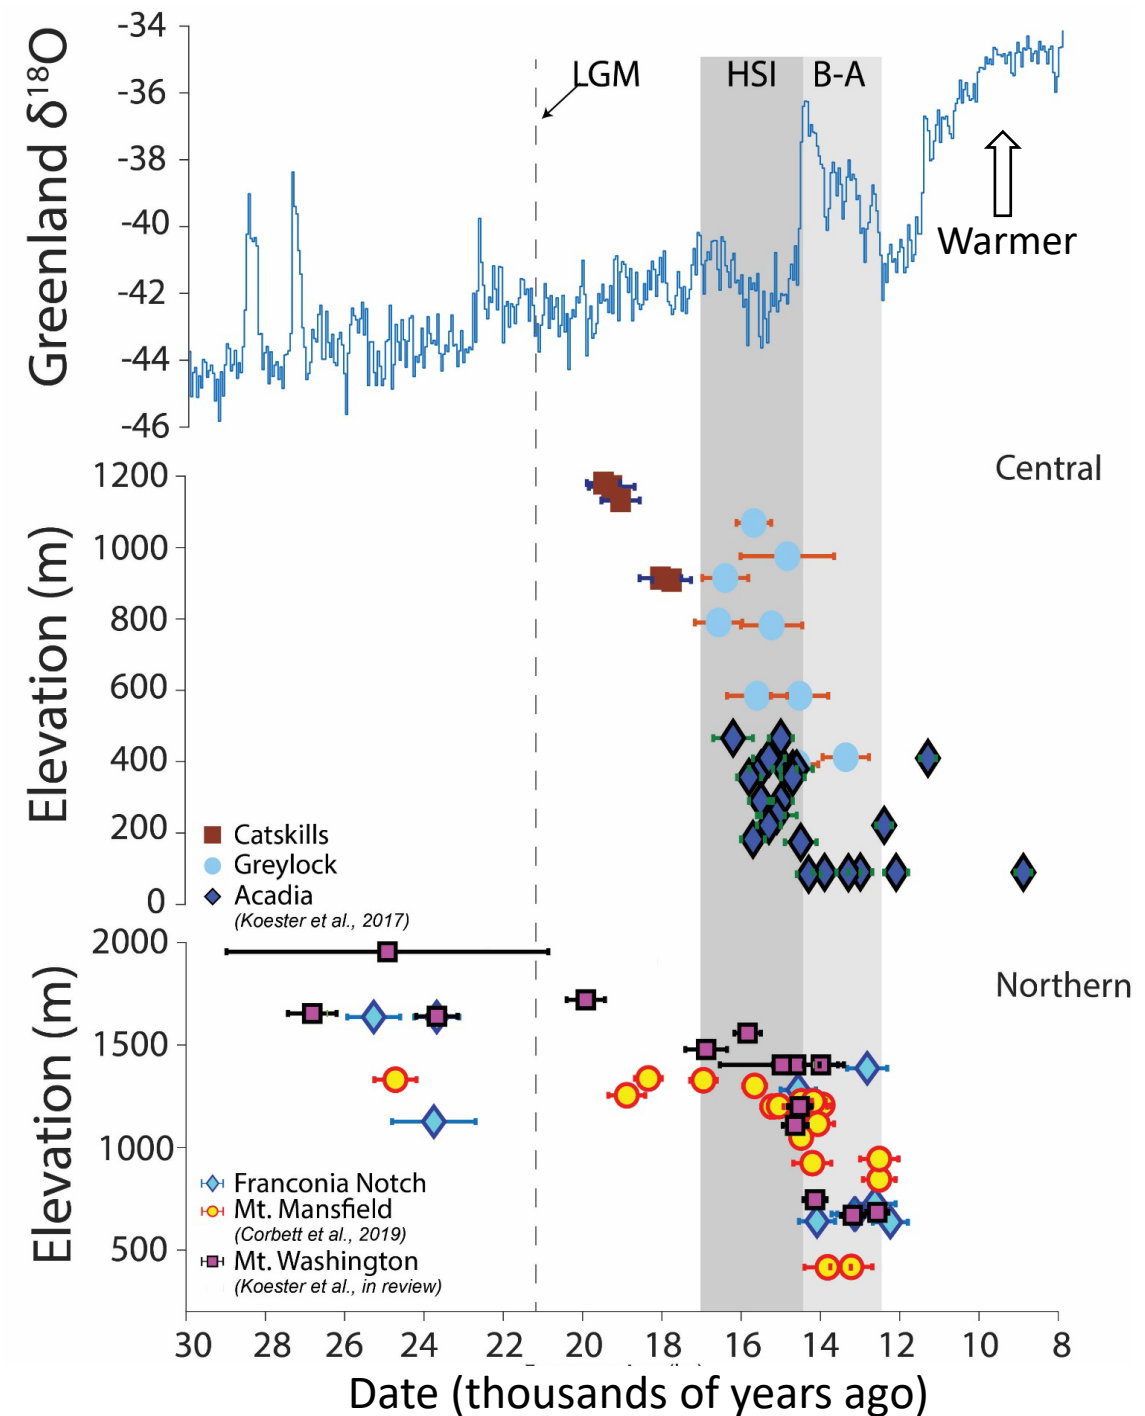 Greenland δ18O
-34
-36
-38
-40
-42
-44
-46
LGM
HSI
B-A
Warmer
Elevation (m)
1200
1000
800
600
400
200
0
Central
Catskills
Greylock
Acadia
(Koester et al., 2017)
Elevation (m)
2000
1500
1000
500
Northern
Franconia Notch
Mt. Mansfield
(Corbett et al., 2019)
Mt. Washington
(Koester et al., in review)
30 28 26 24 22 20 18 16 14 12 10 8
Date (thousands of years ago)